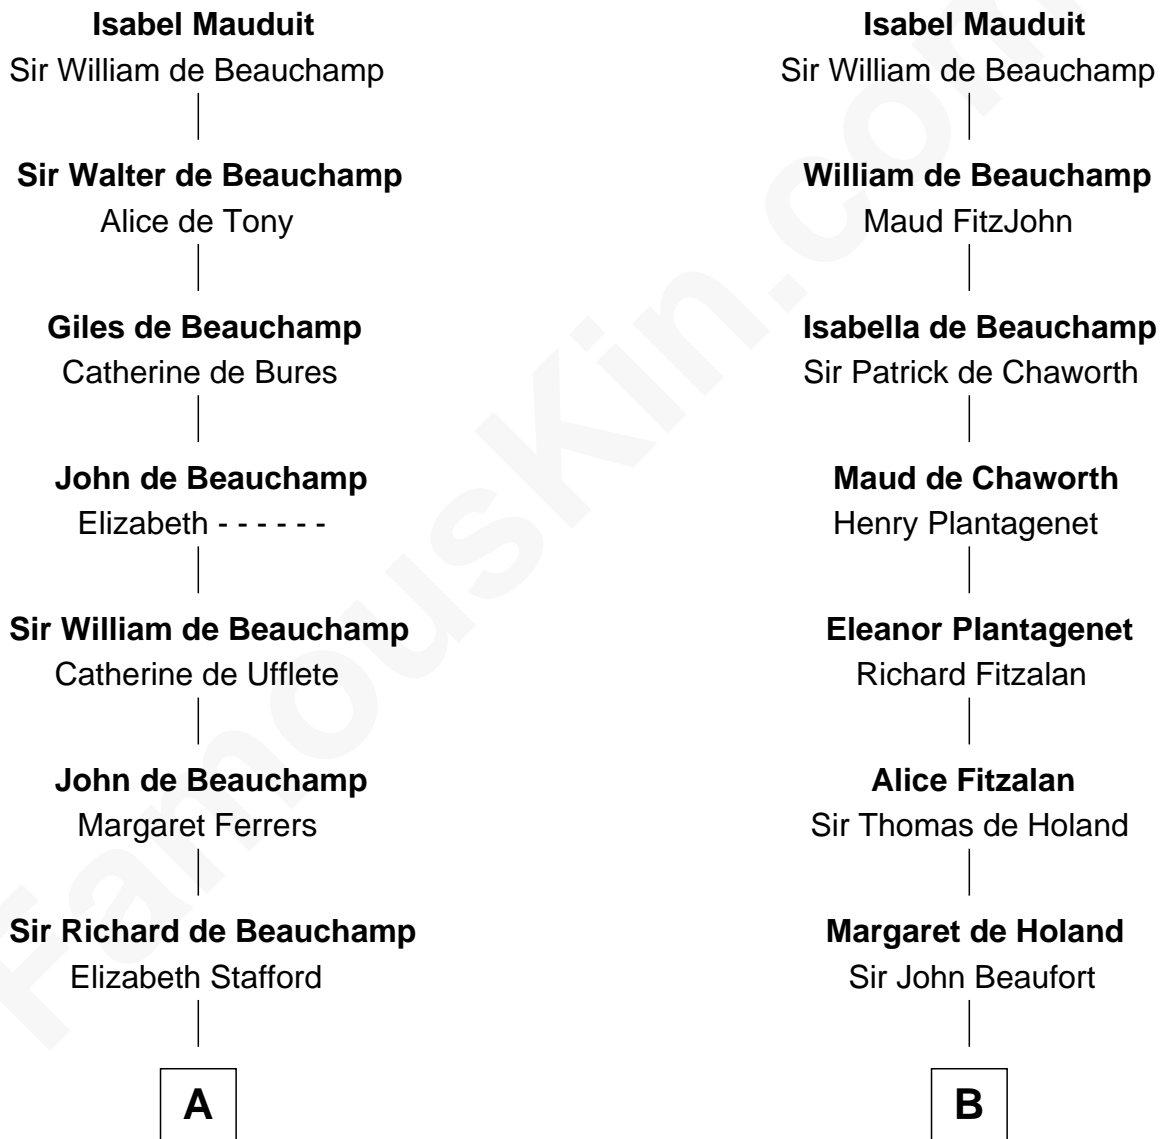 Isabel Mauduit
Sir William de Beauchamp
Sir Walter de Beauchamp
Alice de Tony
Giles de Beauchamp
Catherine de Bures
John de Beauchamp
Elizabeth - - - - - -
Sir William de Beauchamp
Catherine de Ufflete
John de Beauchamp
Margaret Ferrers
Sir Richard de Beauchamp
Elizabeth Stafford
A
Isabel Mauduit
Sir William de Beauchamp
William de Beauchamp
Maud FitzJohn
Isabella de Beauchamp
Sir Patrick de Chaworth
Maud de Chaworth
Henry Plantagenet
Eleanor Plantagenet
Richard Fitzalan
Alice Fitzalan
Sir Thomas de Holand
Margaret de Holand
Sir John Beaufort
B
FamousKin.com